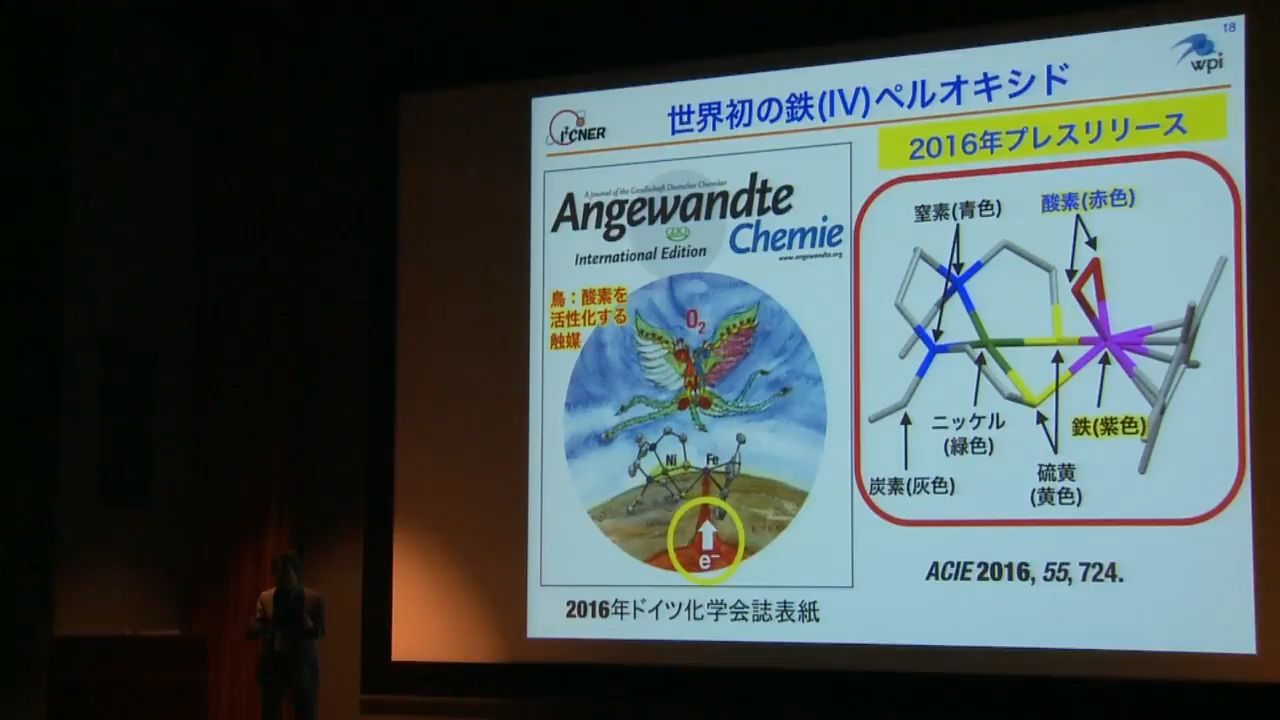 18
wpi
I²CNER
世界初の鉄(IV)ペルオキシド
2016年プレスリリース
A Journal of the Gesellschaft Deutscher Chemiker
Angewandte
Chemie
International Edition
www.angewandte.org
鳥：酸素を
活性化する
触媒
O2
Ni
Fe
e−
2016年ドイツ化学会誌表紙
窒素(青色)
酸素(赤色)
ニッケル
(緑色)
鉄(紫色)
炭素(灰色)
硫黄
(黄色)
ACIE 2016, 55, 724.